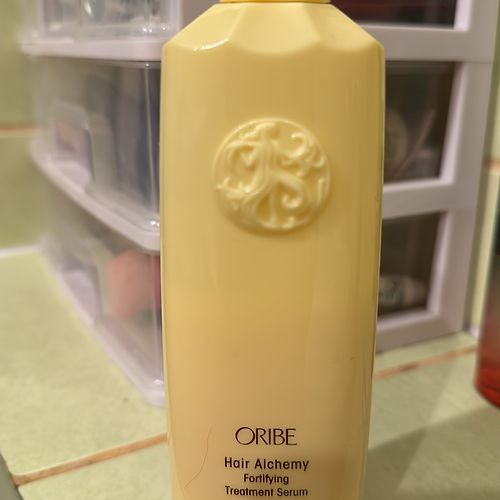 ORIBE
Hair Alchemy
Fortifying
Treatment Serum